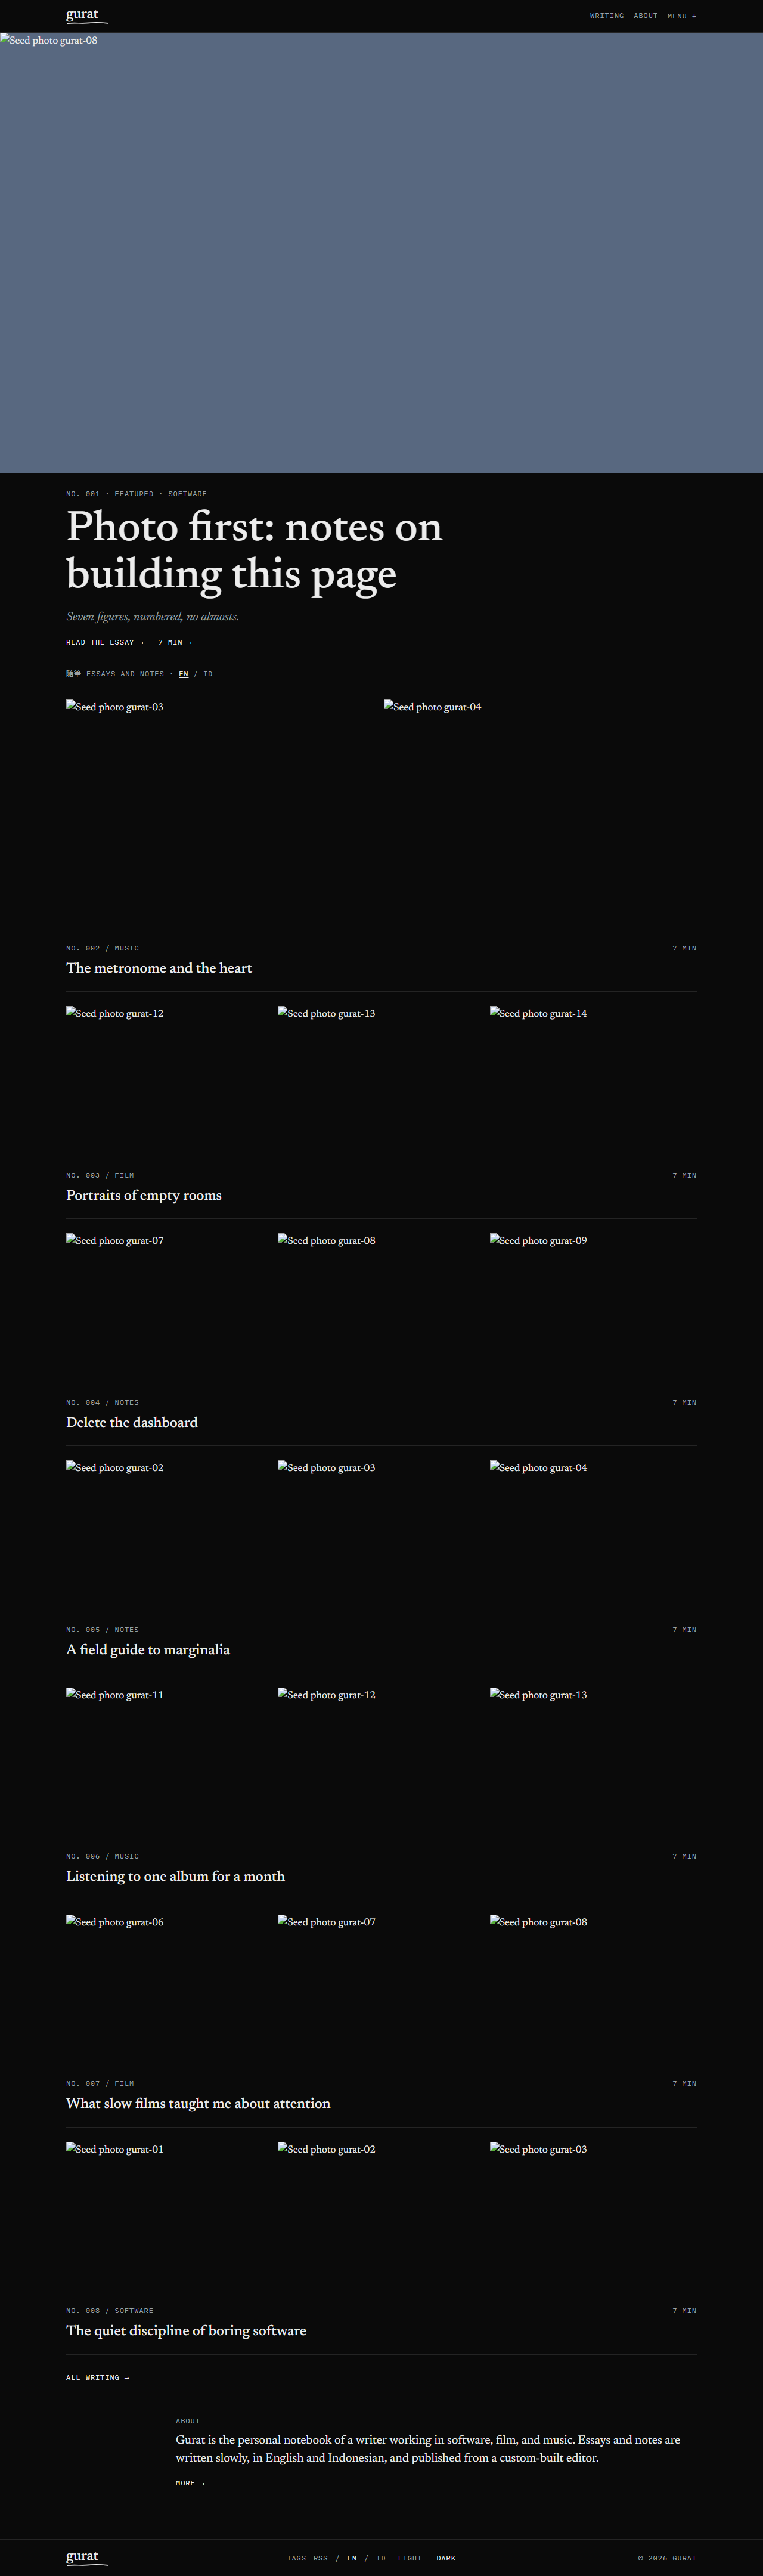 gurat
WRITING ABOUT MENU +
Seed photo gurat-08
NO. 001 · FEATURED · SOFTWARE
Photo first: notes on
building this page
Seven figures, numbered, no almosts.
READ THE ESSAY → 7 MIN →
随筆 ESSAYS AND NOTES · EN / ID
Seed photo gurat-03
Seed photo gurat-04
NO. 002 / MUSIC
7 MIN
The metronome and the heart
Seed photo gurat-12
Seed photo gurat-13
Seed photo gurat-14
NO. 003 / FILM
7 MIN
Portraits of empty rooms
Seed photo gurat-07
Seed photo gurat-08
Seed photo gurat-09
NO. 004 / NOTES
7 MIN
Delete the dashboard
Seed photo gurat-02
Seed photo gurat-03
Seed photo gurat-04
NO. 005 / NOTES
7 MIN
A field guide to marginalia
Seed photo gurat-11
Seed photo gurat-12
Seed photo gurat-13
NO. 006 / MUSIC
7 MIN
Listening to one album for a month
Seed photo gurat-06
Seed photo gurat-07
Seed photo gurat-08
NO. 007 / FILM
7 MIN
What slow films taught me about attention
Seed photo gurat-01
Seed photo gurat-02
Seed photo gurat-03
NO. 008 / SOFTWARE
7 MIN
The quiet discipline of boring software
ALL WRITING →
ABOUT
Gurat is the personal notebook of a writer working in software, film, and music. Essays and notes are
written slowly, in English and Indonesian, and published from a custom-built editor.
MORE →
gurat
TAGS RSS / EN / ID LIGHT DARK
© 2026 GURAT